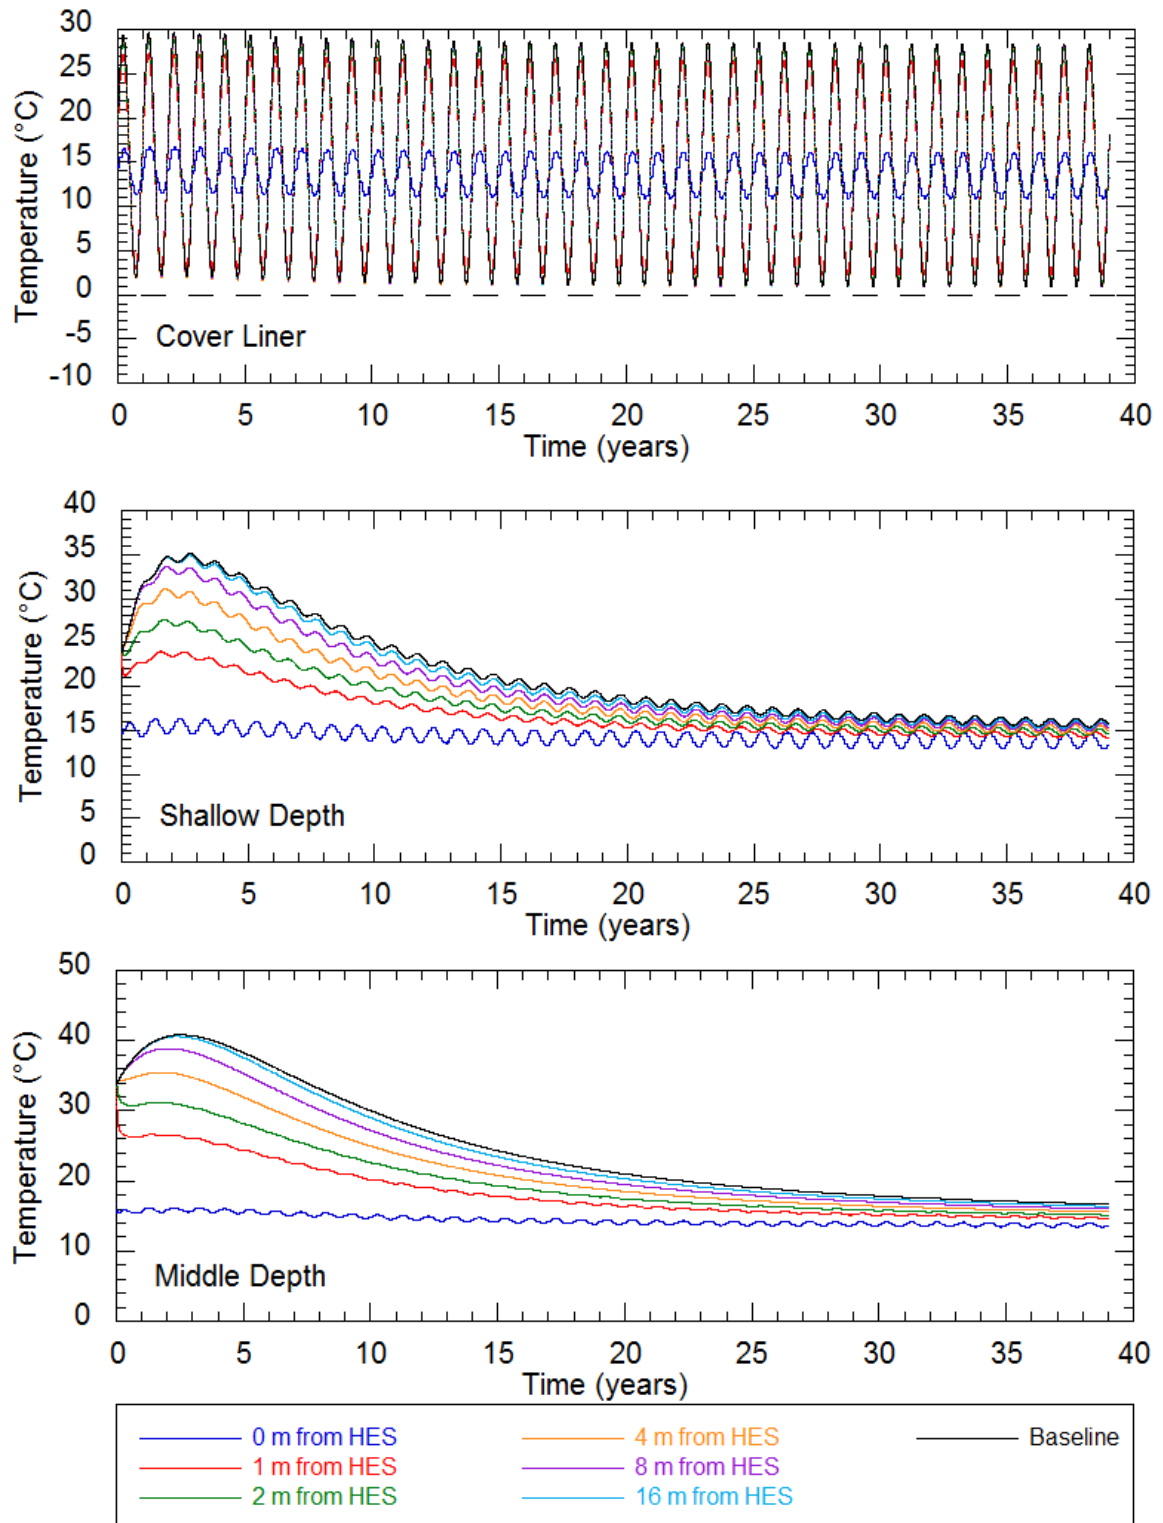 30
25
20
15
10
5
0
-5
-10
Temperature (°C)
Cover Liner
0 5 10 15 20 25 30 35 40
Time (years)
40
35
30
25
20
15
10
5
0
Temperature (°C)
Shallow Depth
0 5 10 15 20 25 30 35 40
Time (years)
50
40
30
20
10
0
Temperature (°C)
Middle Depth
0 5 10 15 20 25 30 35 40
Time (years)
0 m from HES 4 m from HES Baseline
1 m from HES 8 m from HES
2 m from HES 16 m from HES